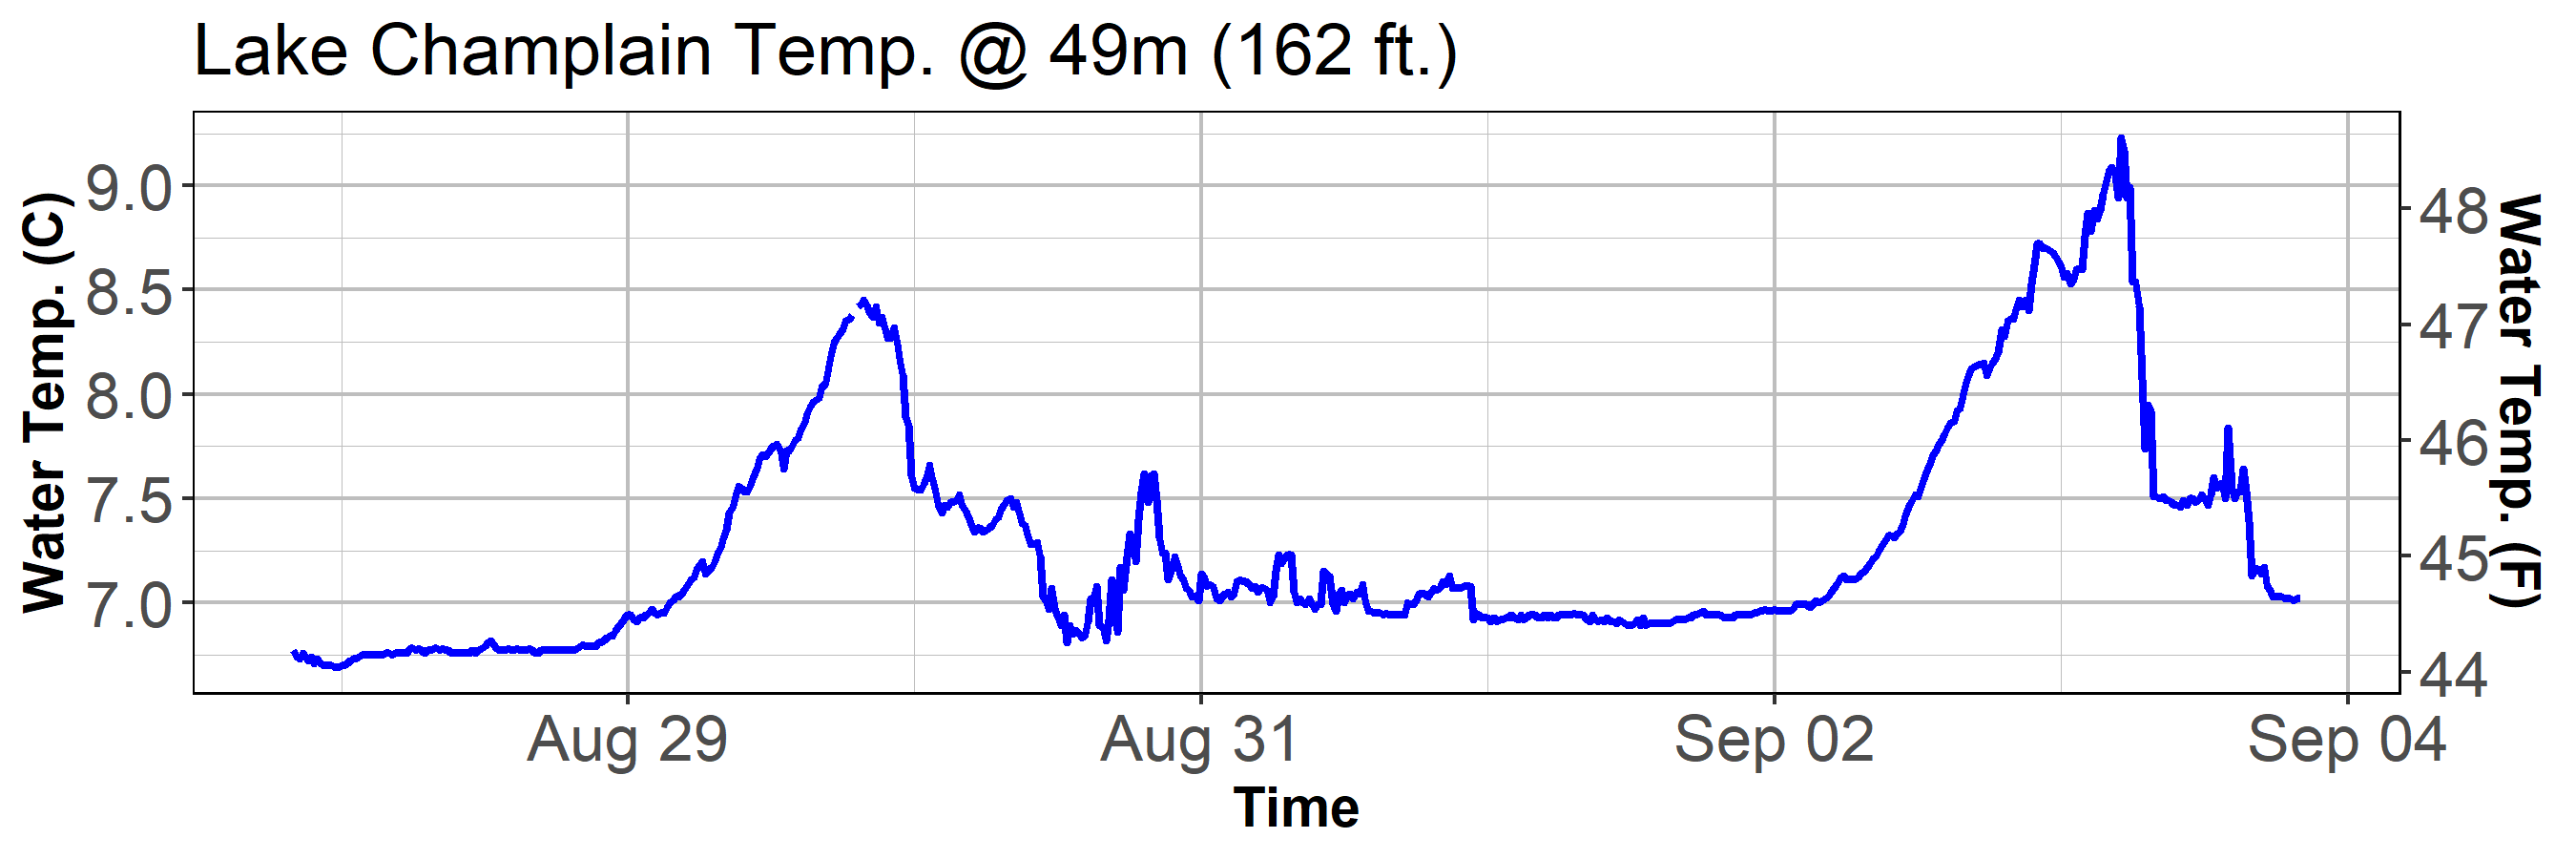 Lake Champlain Temp. @ 49m (162 ft.)
Water Temp. (C)
9.0
8.5
8.0
7.5
7.0
48
47
46
45
44
Water Temp. (F)
Aug 29
Aug 31
Sep 02
Sep 04
Time